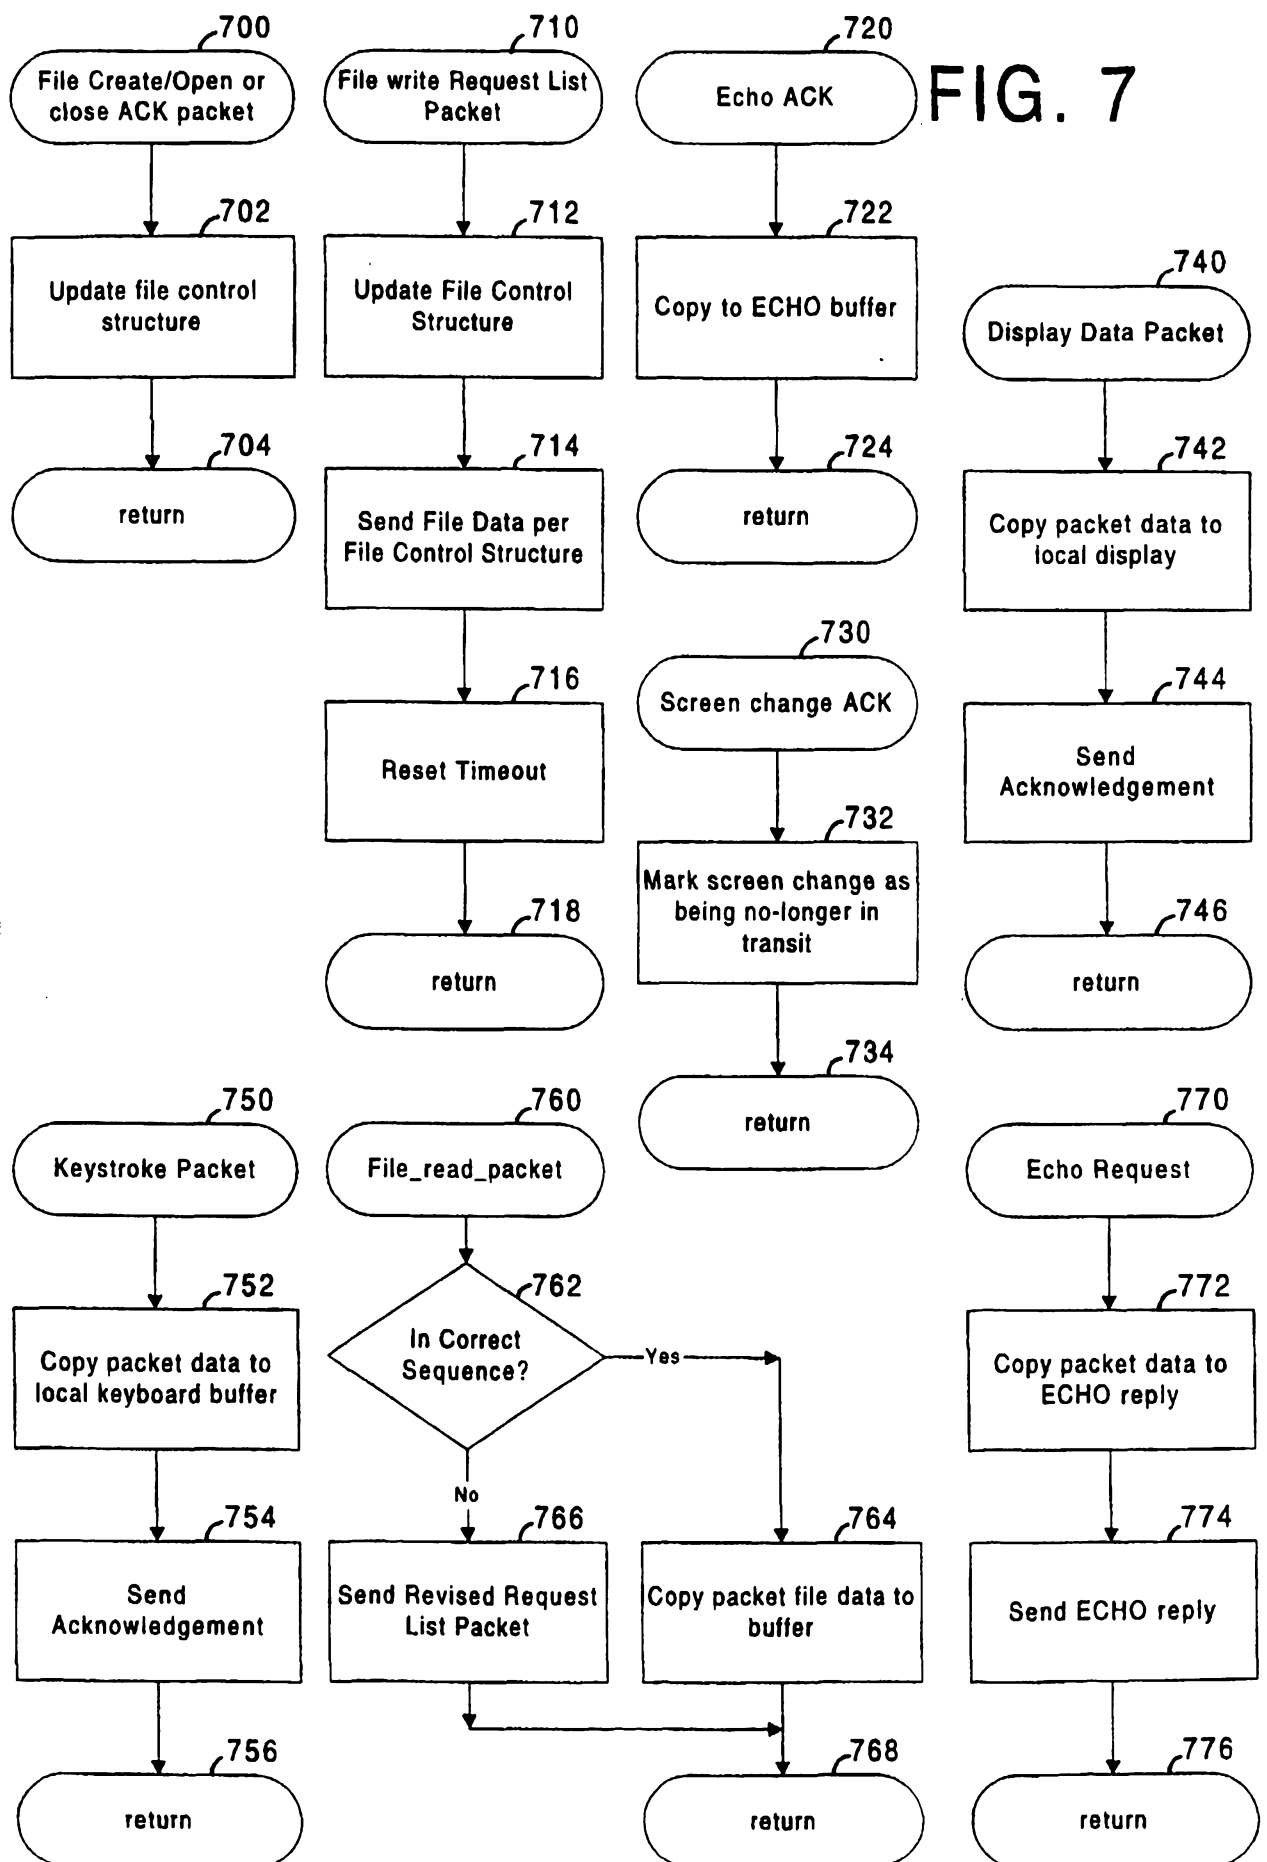 FIG. 7
700
File Create/Open or
close ACK packet
702
Update file control
structure
704
return
710
File write Request List
Packet
712
Update File Control
Structure
714
Send File Data per
File Control Structure
716
Reset Timeout
718
return
720
Echo ACK
722
Copy to ECHO buffer
724
return
730
Screen change ACK
732
Mark screen change as
being no-longer in
transit
734
return
740
Display Data Packet
742
Copy packet data to
local display
744
Send
Acknowledgement
746
return
750
Keystroke Packet
752
Copy packet data to
local keyboard buffer
754
Send
Acknowledgement
756
return
760
File_read_packet
762
In Correct
Sequence?
Yes
No
766
Send Revised Request
List Packet
764
Copy packet file data to
buffer
768
return
770
Echo Request
772
Copy packet data to
ECHO reply
774
Send ECHO reply
776
return